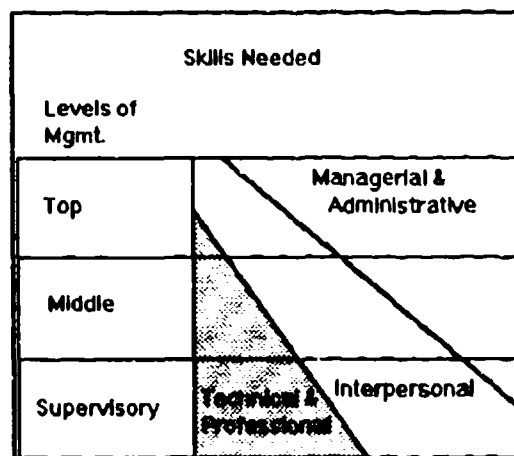 Skills Needed
Levels of
Mgmt.
Managerial &
Administrative
Top
Middle
Interpersonal
Supervisory
Technical &
Professional